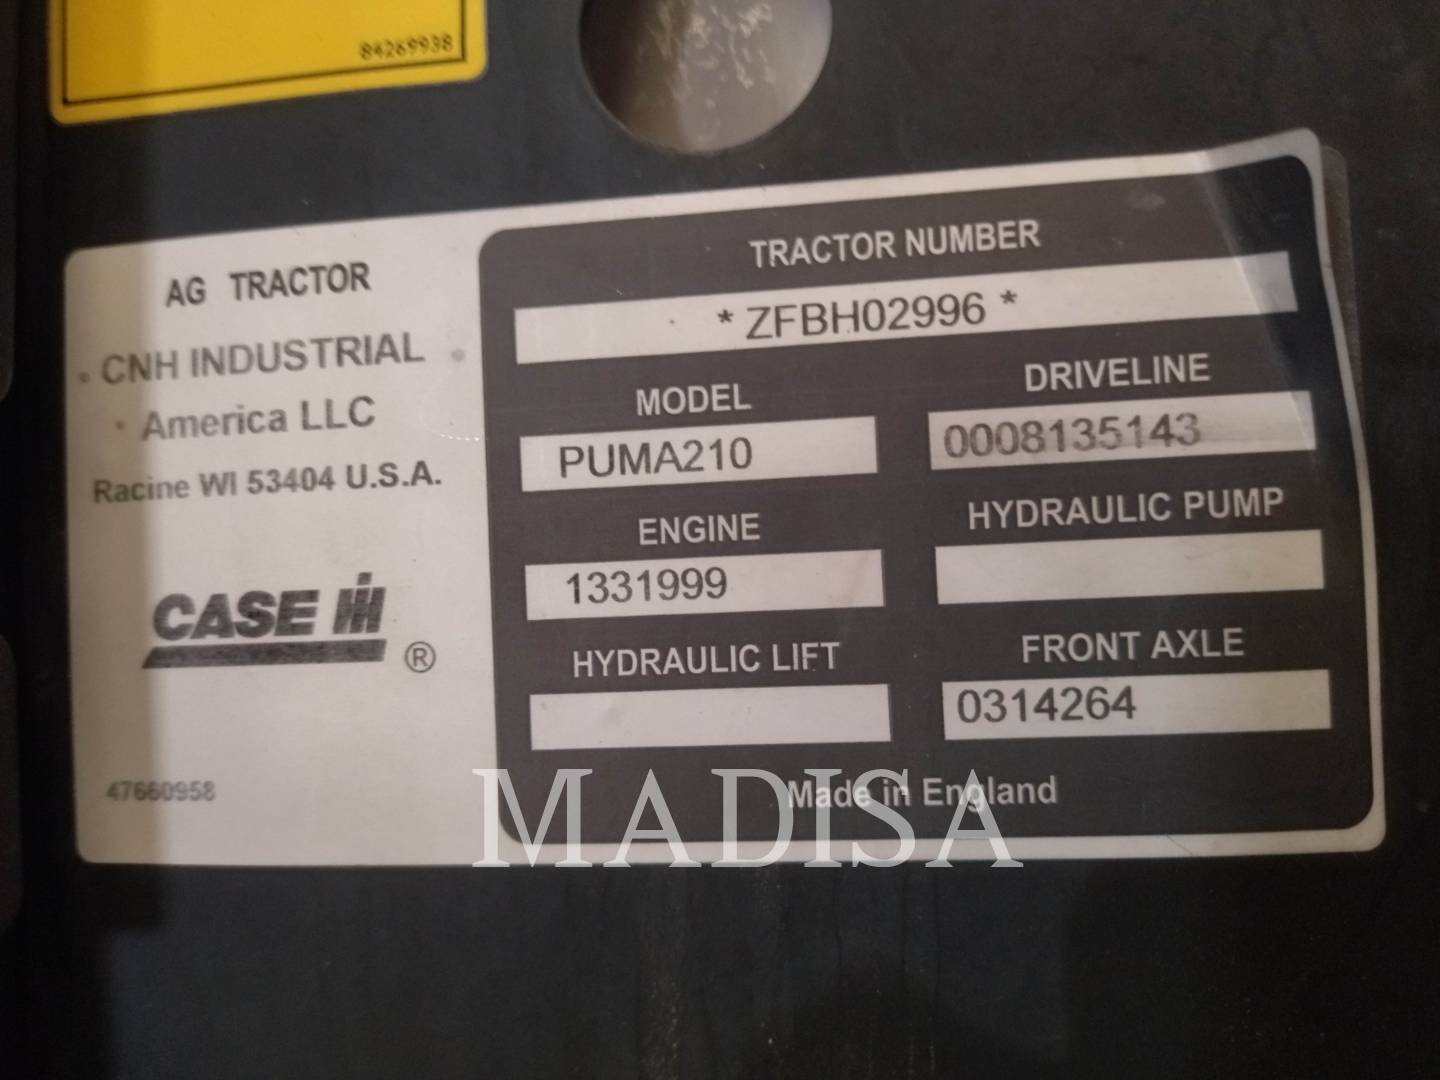 84269938
AG TRACTOR
CNH INDUSTRIAL
America LLC
Racine WI 53404 U.S.A.
CASE IH ®
47660958
TRACTOR NUMBER
* ZFBH02996 *
MODEL
PUMA210
DRIVELINE
0008135143
ENGINE
1331999
HYDRAULIC PUMP
HYDRAULIC LIFT
FRONT AXLE
0314264
Made in England
MADISA